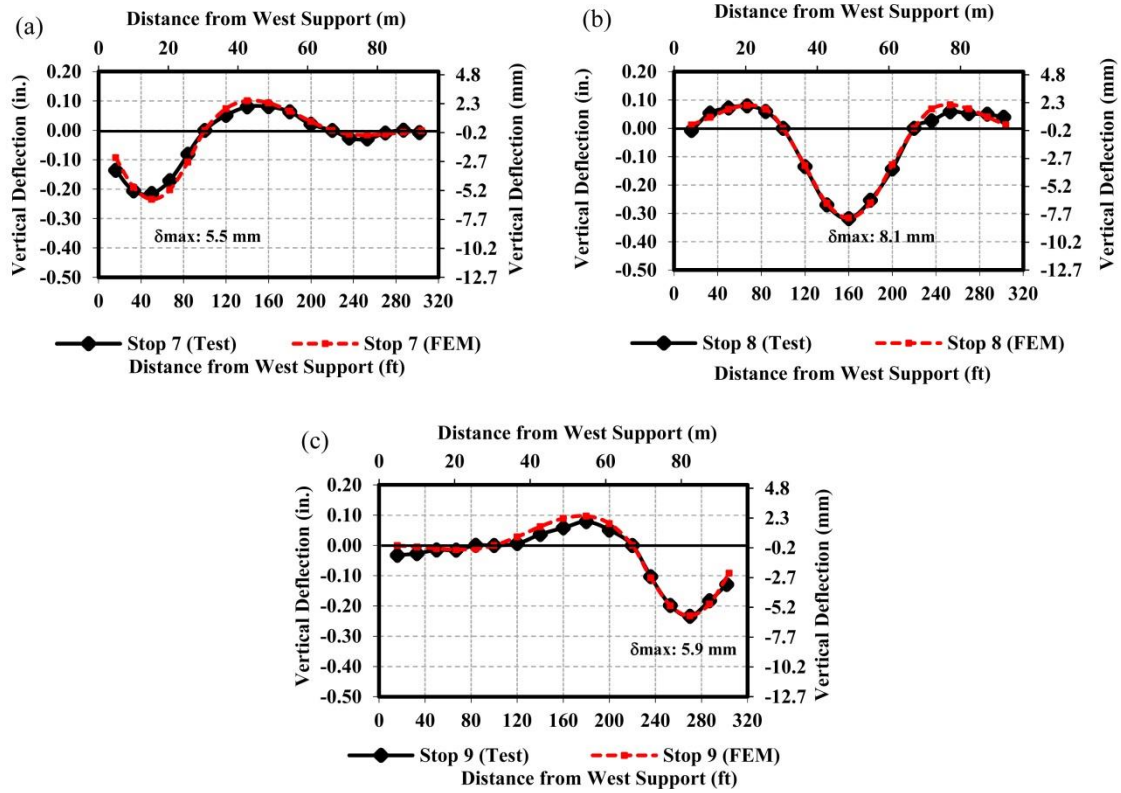 (a)
Distance from West Support (m)
0 20 40 60 80
Vertical Deflection (in.)
0.20
0.10
0.00
-0.10
-0.20
-0.30
-0.40
-0.50
4.8
2.3
-0.2
-2.7
-5.2
-7.7
-10.2
-12.7
Vertical Deflection (mm)
δmax: 5.5 mm
0 40 80 120 160 200 240 280 320
Stop 7 (Test) Stop 7 (FEM)
Distance from West Support (ft)
(b)
Distance from West Support (m)
0 20 40 60 80
Vertical Deflection (in.)
0.20
0.10
0.00
-0.10
-0.20
-0.30
-0.40
-0.50
4.8
2.3
-0.2
-2.7
-5.2
-7.7
-10.2
-12.7
Vertical Deflection (mm)
δmax: 8.1 mm
0 40 80 120 160 200 240 280 320
Stop 8 (Test) Stop 8 (FEM)
Distance from West Support (ft)
(c)
Distance from West Support (m)
0 20 40 60 80
Vertical Deflection (in.)
0.20
0.10
0.00
-0.10
-0.20
-0.30
-0.40
-0.50
4.8
2.3
-0.2
-2.7
-5.2
-7.7
-10.2
-12.7
Vertical Deflection (mm)
δmax: 5.9 mm
0 40 80 120 160 200 240 280 320
Stop 9 (Test) Stop 9 (FEM)
Distance from West Support (ft)